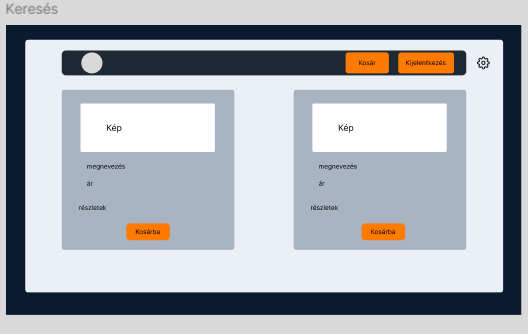 Keresés
Kosár
Kijelentkezés
Kép
megnevezés
ár
részletek
Kosárba
Kép
megnevezés
ár
részletek
Kosárba